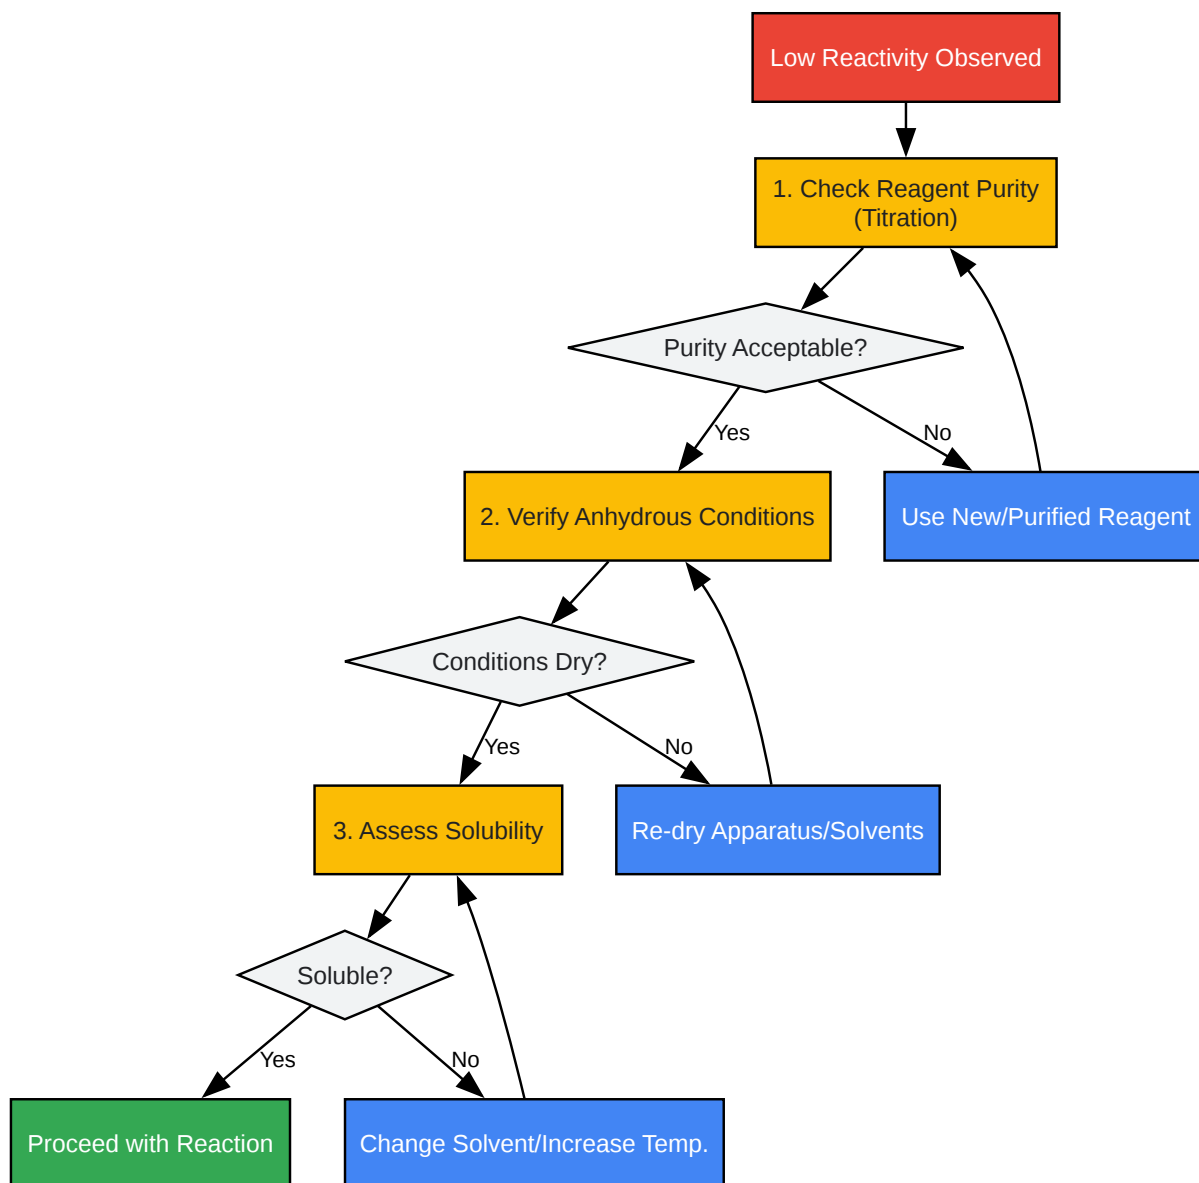 Low Reactivity Observed
1. Check Reagent Purity
(Titration)
Purity Acceptable?
Yes
No
2. Verify Anhydrous Conditions
Use New/Purified Reagent
Conditions Dry?
Yes
No
3. Assess Solubility
Re-dry Apparatus/Solvents
Soluble?
Yes
No
Proceed with Reaction
Change Solvent/Increase Temp.